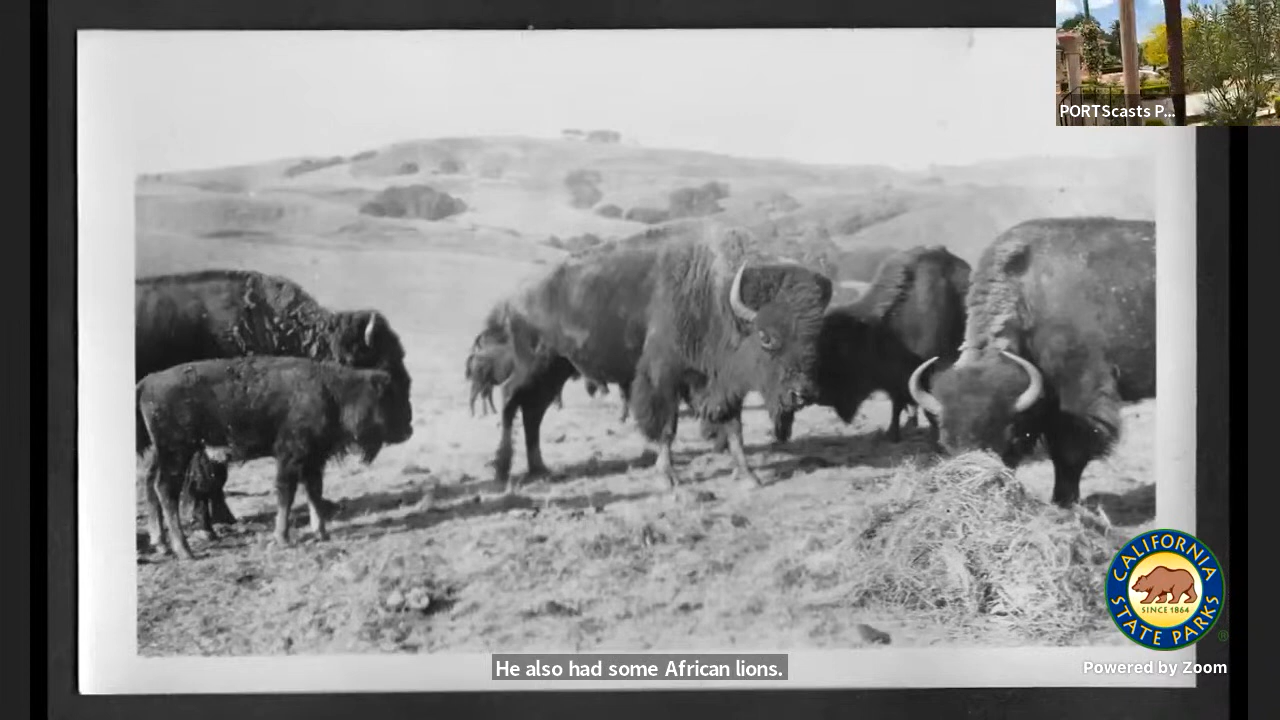 PORTScasts P...
CALIFORNIA
SINCE 1864
STATE PARKS
®
He also had some African lions.
Powered by Zoom